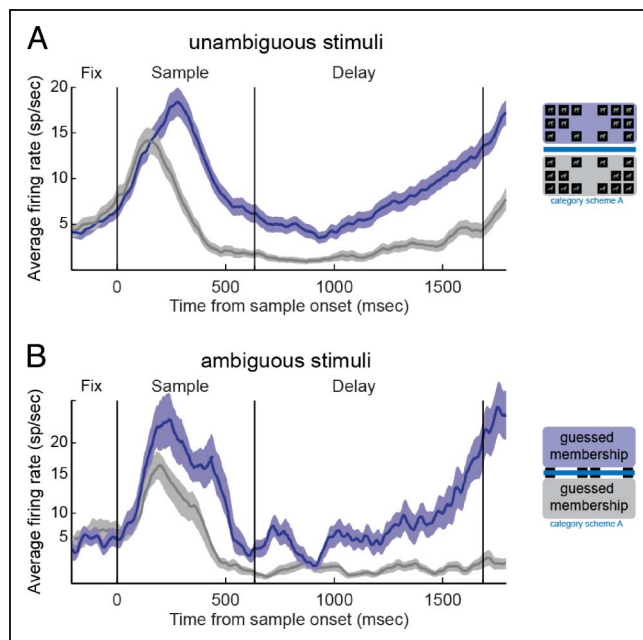 A
unambiguous stimuli
Fix
Sample
Delay
Average firing rate (sp/sec)
20
15
10
5
0
500
1000
1500
Time from sample onset (msec)
category scheme A
B
ambiguous stimuli
Fix
Sample
Delay
Average firing rate (sp/sec)
20
15
10
5
0
500
1000
1500
Time from sample onset (msec)
guessed
membership
guessed
membership
category scheme A